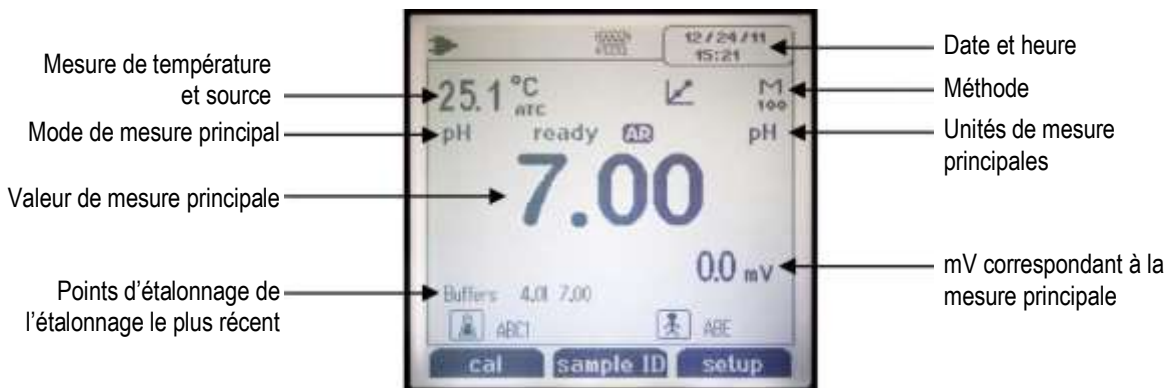 12/24/11
15:21
Mesure de température
et source
25.1 °C
ATC
M
100
Date et heure
Méthode
Mode de mesure principal
pH ready AR pH
Unités de mesure
principales
Valeur de mesure principale
7.00
0.0 mV
mV correspondant à la
mesure principale
Points d'étalonnage de
l'étalonnage le plus récent
Buffers 4.01 7.00
ABC1 ABE
cal sample ID setup